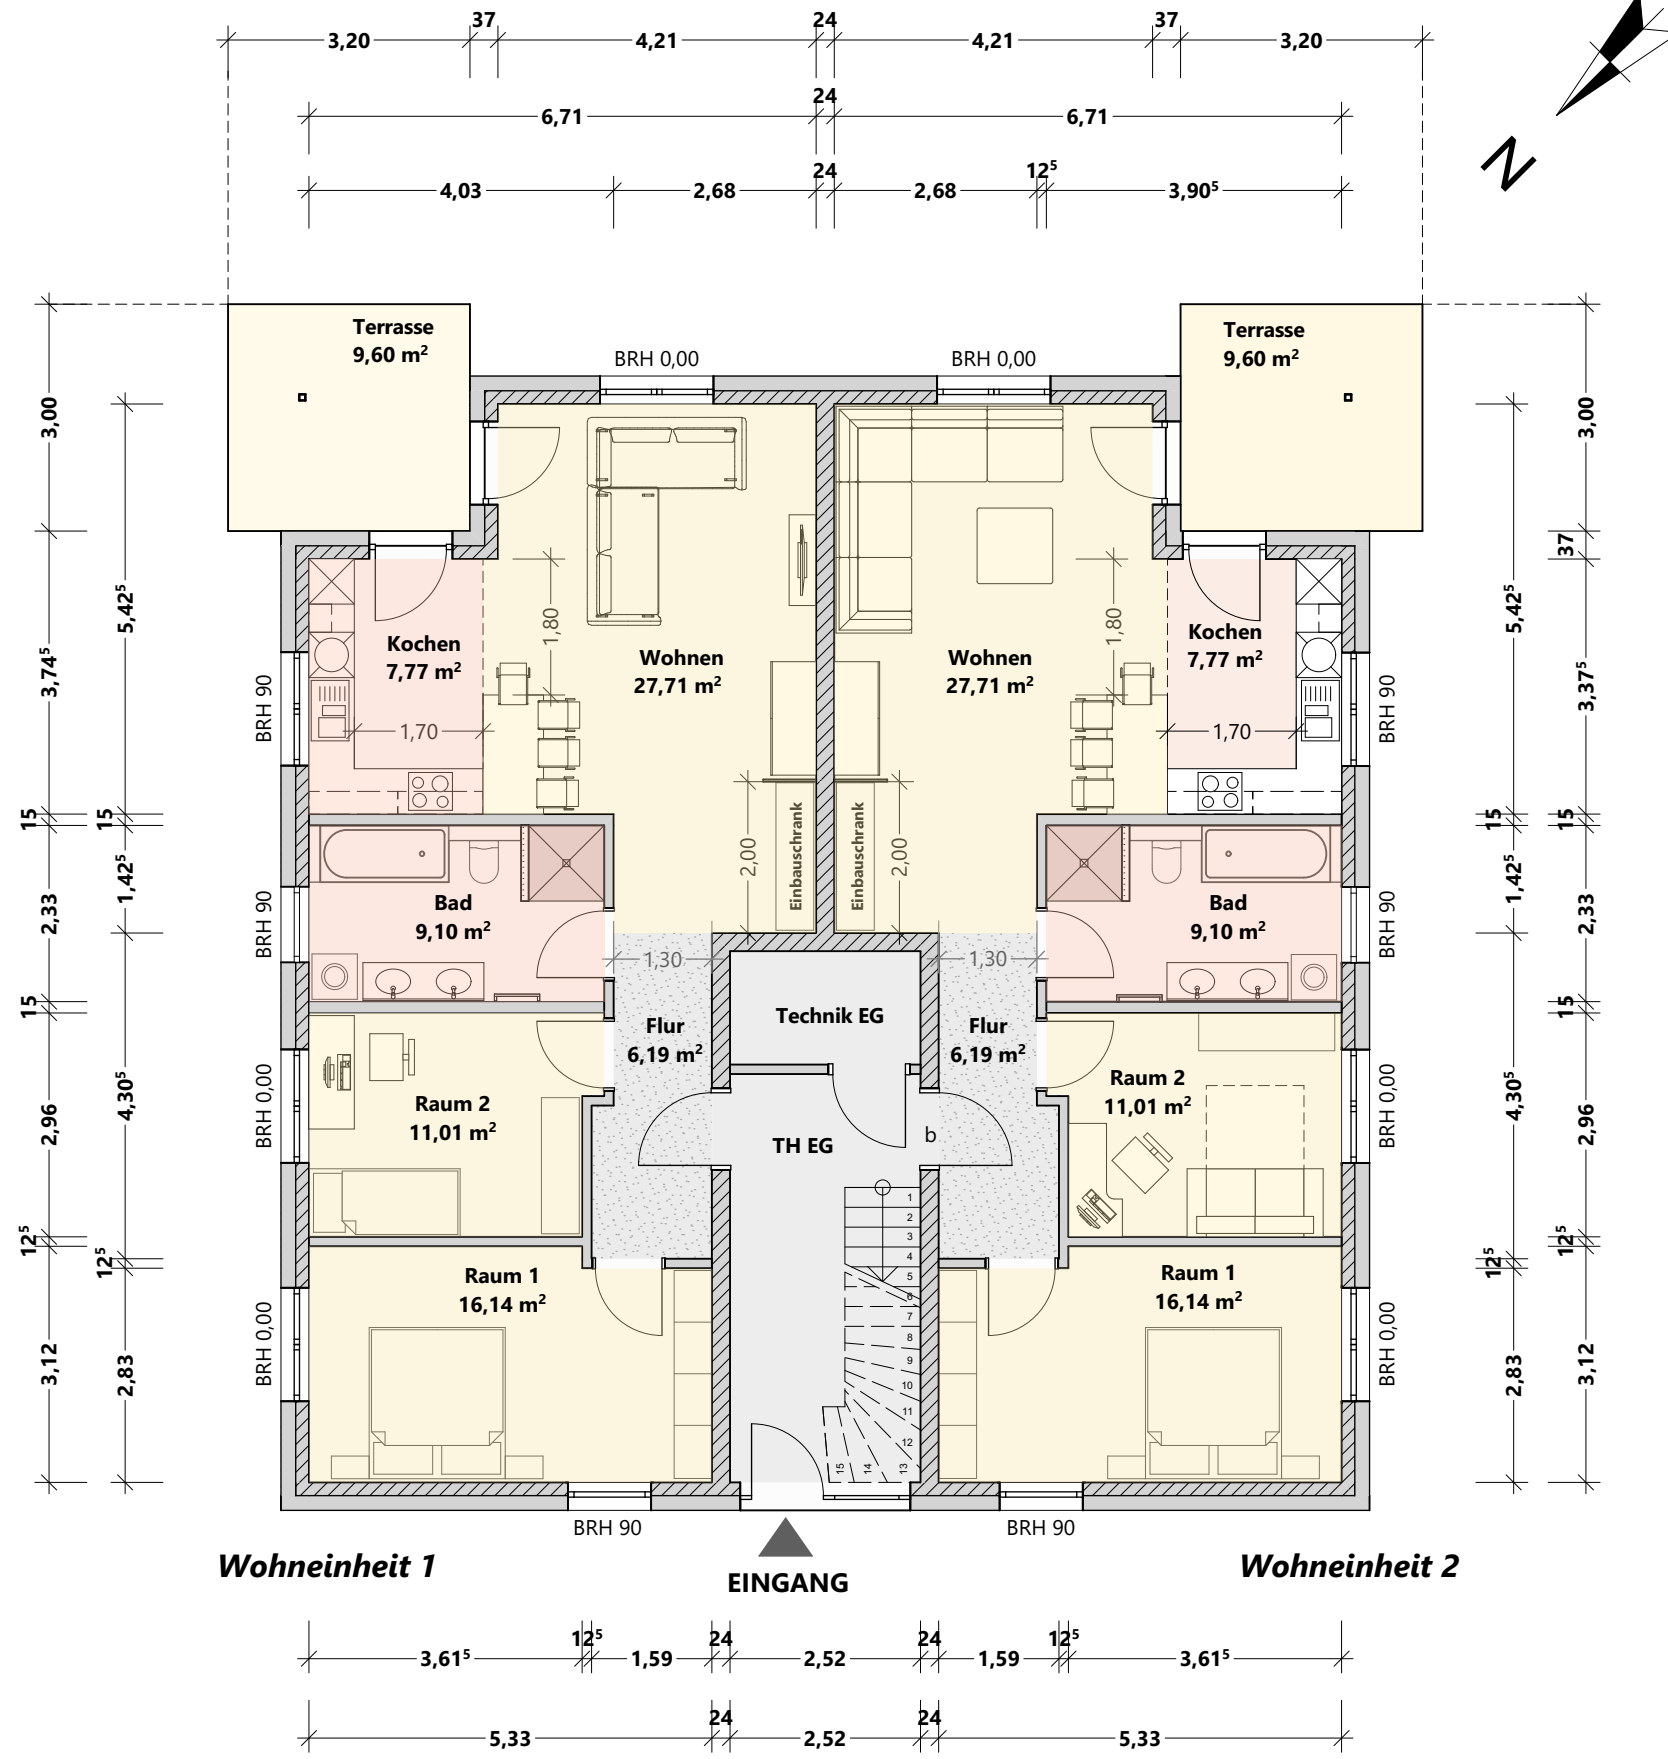 37 24 37
3,20 4,21 4,21 3,20
24
6,71 6,71
24 12⁵
4,03 2,68 2,68 3,90⁵
N
Terrasse
9,60 m²
Terrasse
9,60 m²
BRH 0,00 BRH 0,00
3,00
5,42⁵
3,74⁵
15 15
1,42⁵
2,33
15
4,30⁵
2,96
12⁵ 12⁵
3,12 2,83
BRH 90
BRH 90
BRH 0,00
BRH 0,00
Kochen
7,77 m²
1,80
1,70
Wohnen
27,71 m²
2,00
Einbauschrank
Bad
9,10 m²
1,30
Flur
6,19 m²
Raum 2
11,01 m²
Raum 1
16,14 m²
Technik EG
TH EG
b
1
2
3
4
5
6
7
8
9
10
11
12
13
14
15
Wohnen
27,71 m²
1,80
Kochen
7,77 m²
1,70
Einbauschrank
2,00
Bad
9,10 m²
1,30
Flur
6,19 m²
Raum 2
11,01 m²
Raum 1
16,14 m²
BRH 90
BRH 90
BRH 0,00
BRH 0,00
3,00
37
5,42⁵ 3,37⁵
15 15
1,42⁵ 2,33
15
4,30⁵ 2,96
12⁵ 12⁵
2,83 3,12
BRH 90 BRH 90
Wohneinheit 1
EINGANG
Wohneinheit 2
12⁵ 24 24 12⁵
3,61⁵ 1,59 2,52 1,59 3,61⁵
24 24
5,33 2,52 5,33